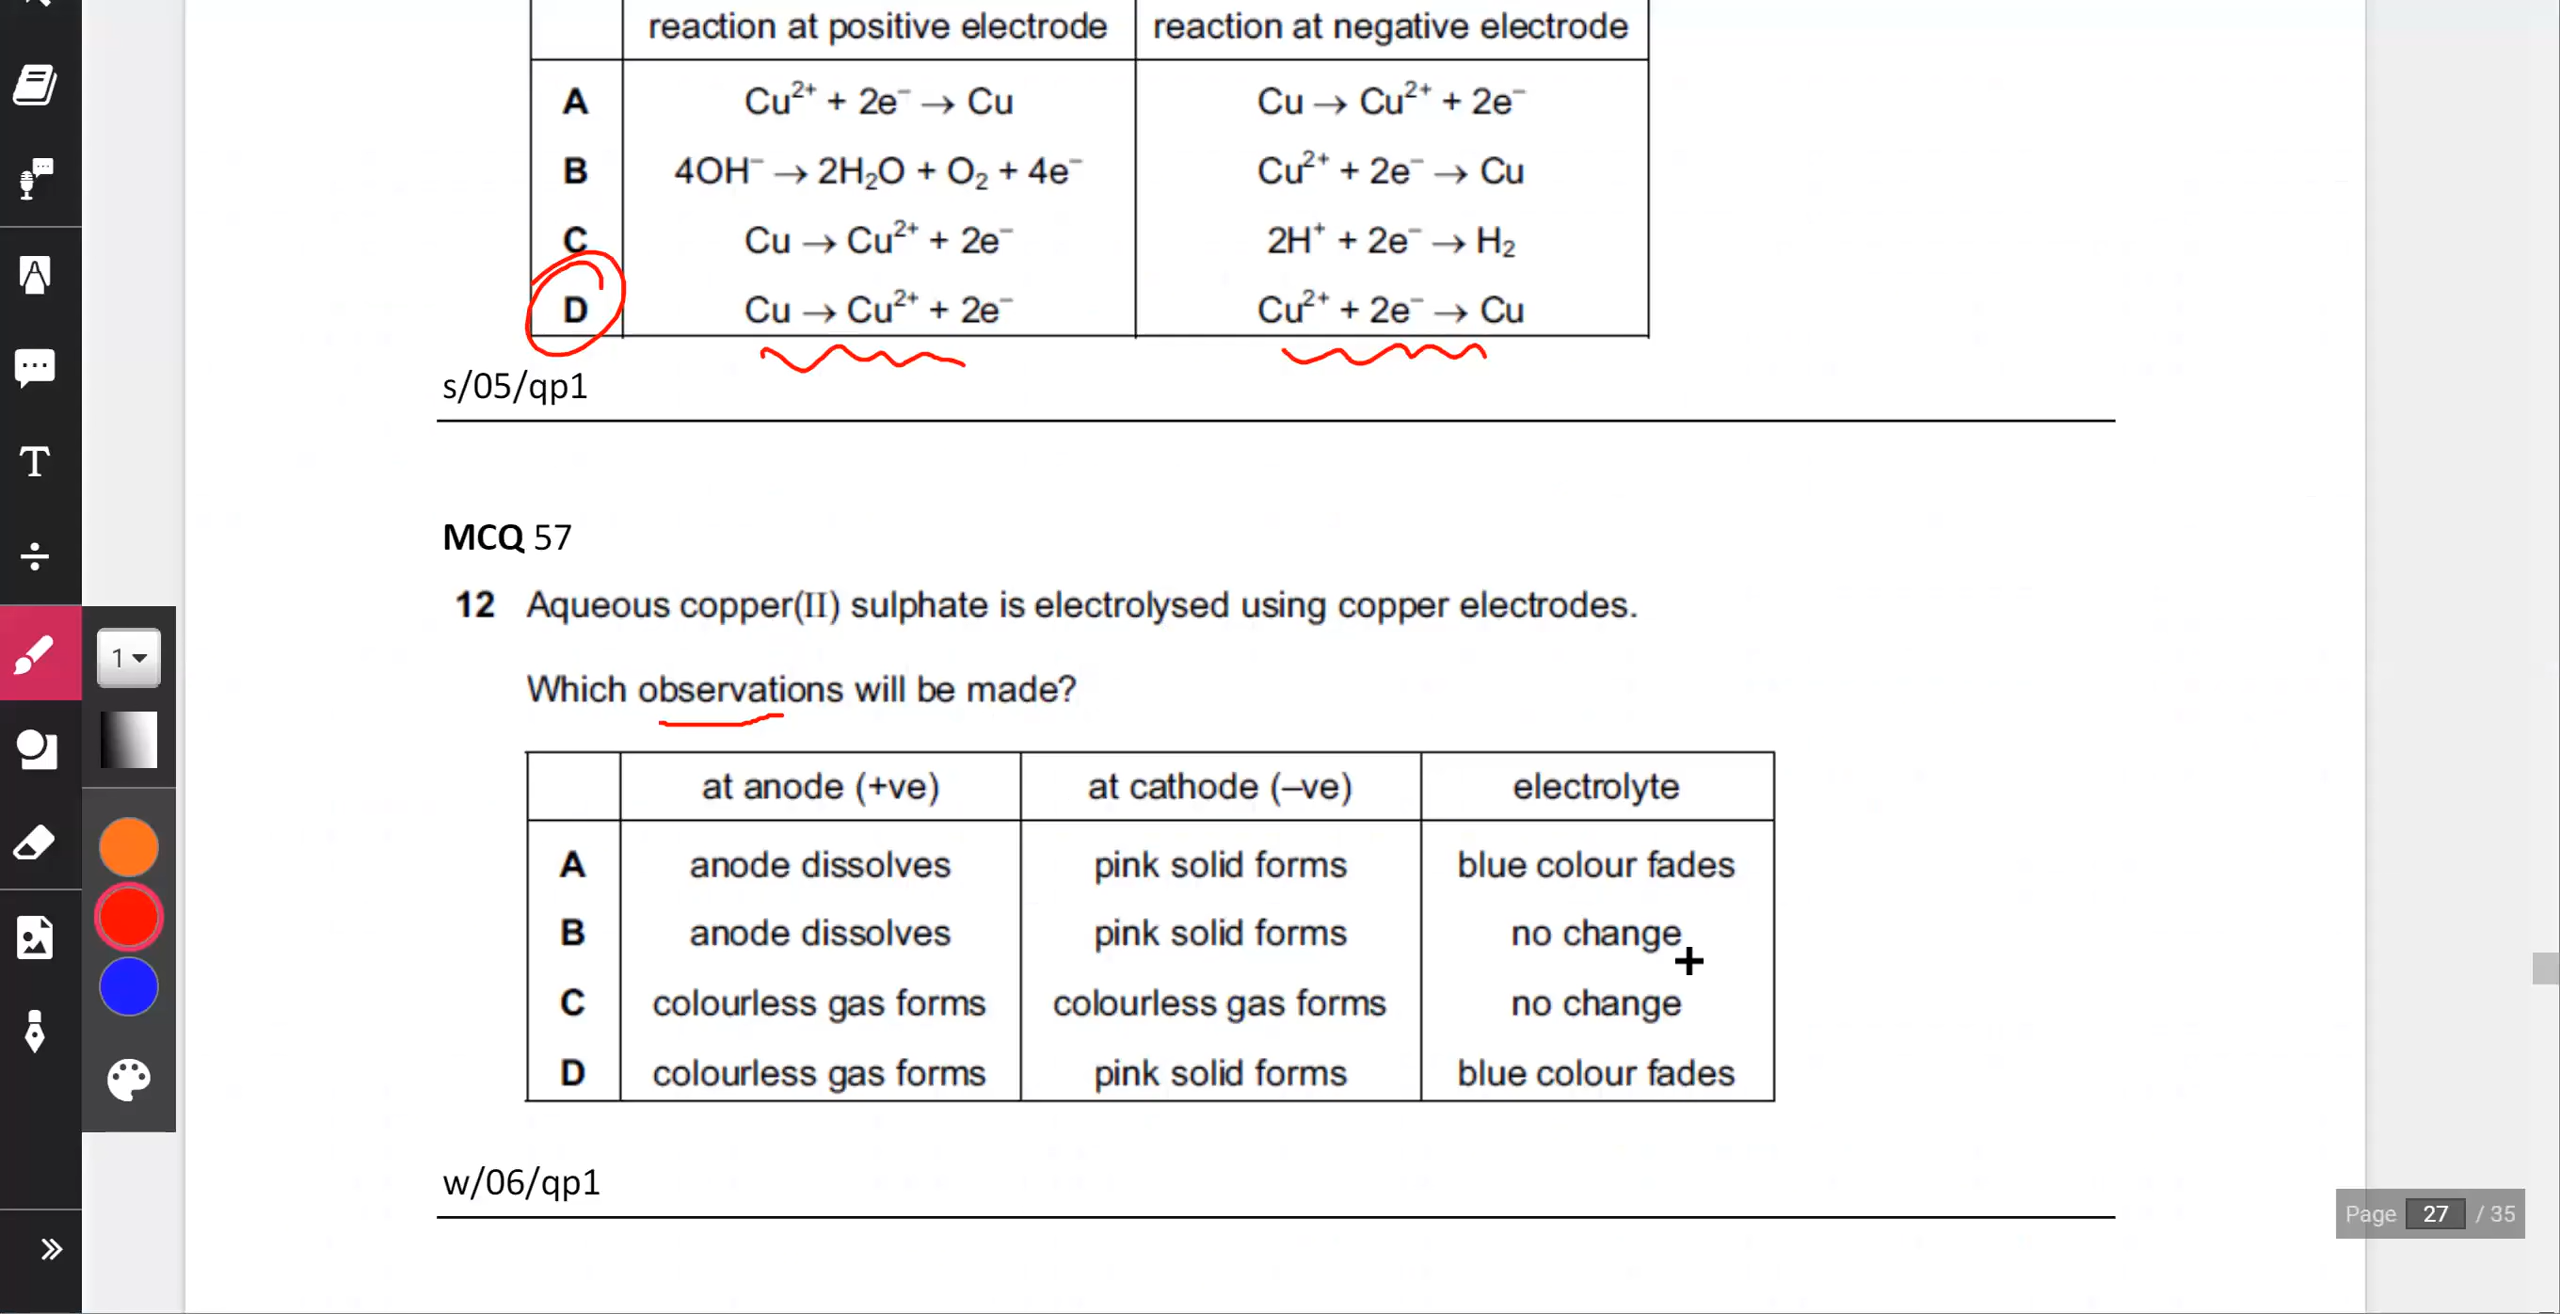 reaction at positive electrode reaction at negative electrode
A Cu²⁺ + 2e⁻ → Cu Cu → Cu²⁺ + 2e⁻
B 4OH⁻ → 2H₂O + O₂ + 4e⁻ Cu²⁺ + 2e⁻ → Cu
C Cu → Cu²⁺ + 2e⁻ 2H⁺ + 2e⁻ → H₂
D Cu → Cu²⁺ + 2e⁻ Cu²⁺ + 2e⁻ → Cu
s/05/qp1
MCQ 57
12 Aqueous copper(II) sulphate is electrolysed using copper electrodes.
Which observations will be made?
at anode (+ve) at cathode (–ve) electrolyte
A anode dissolves pink solid forms blue colour fades
B anode dissolves pink solid forms no change
C colourless gas forms colourless gas forms no change
D colourless gas forms pink solid forms blue colour fades
w/06/qp1
1
Page 27 / 35